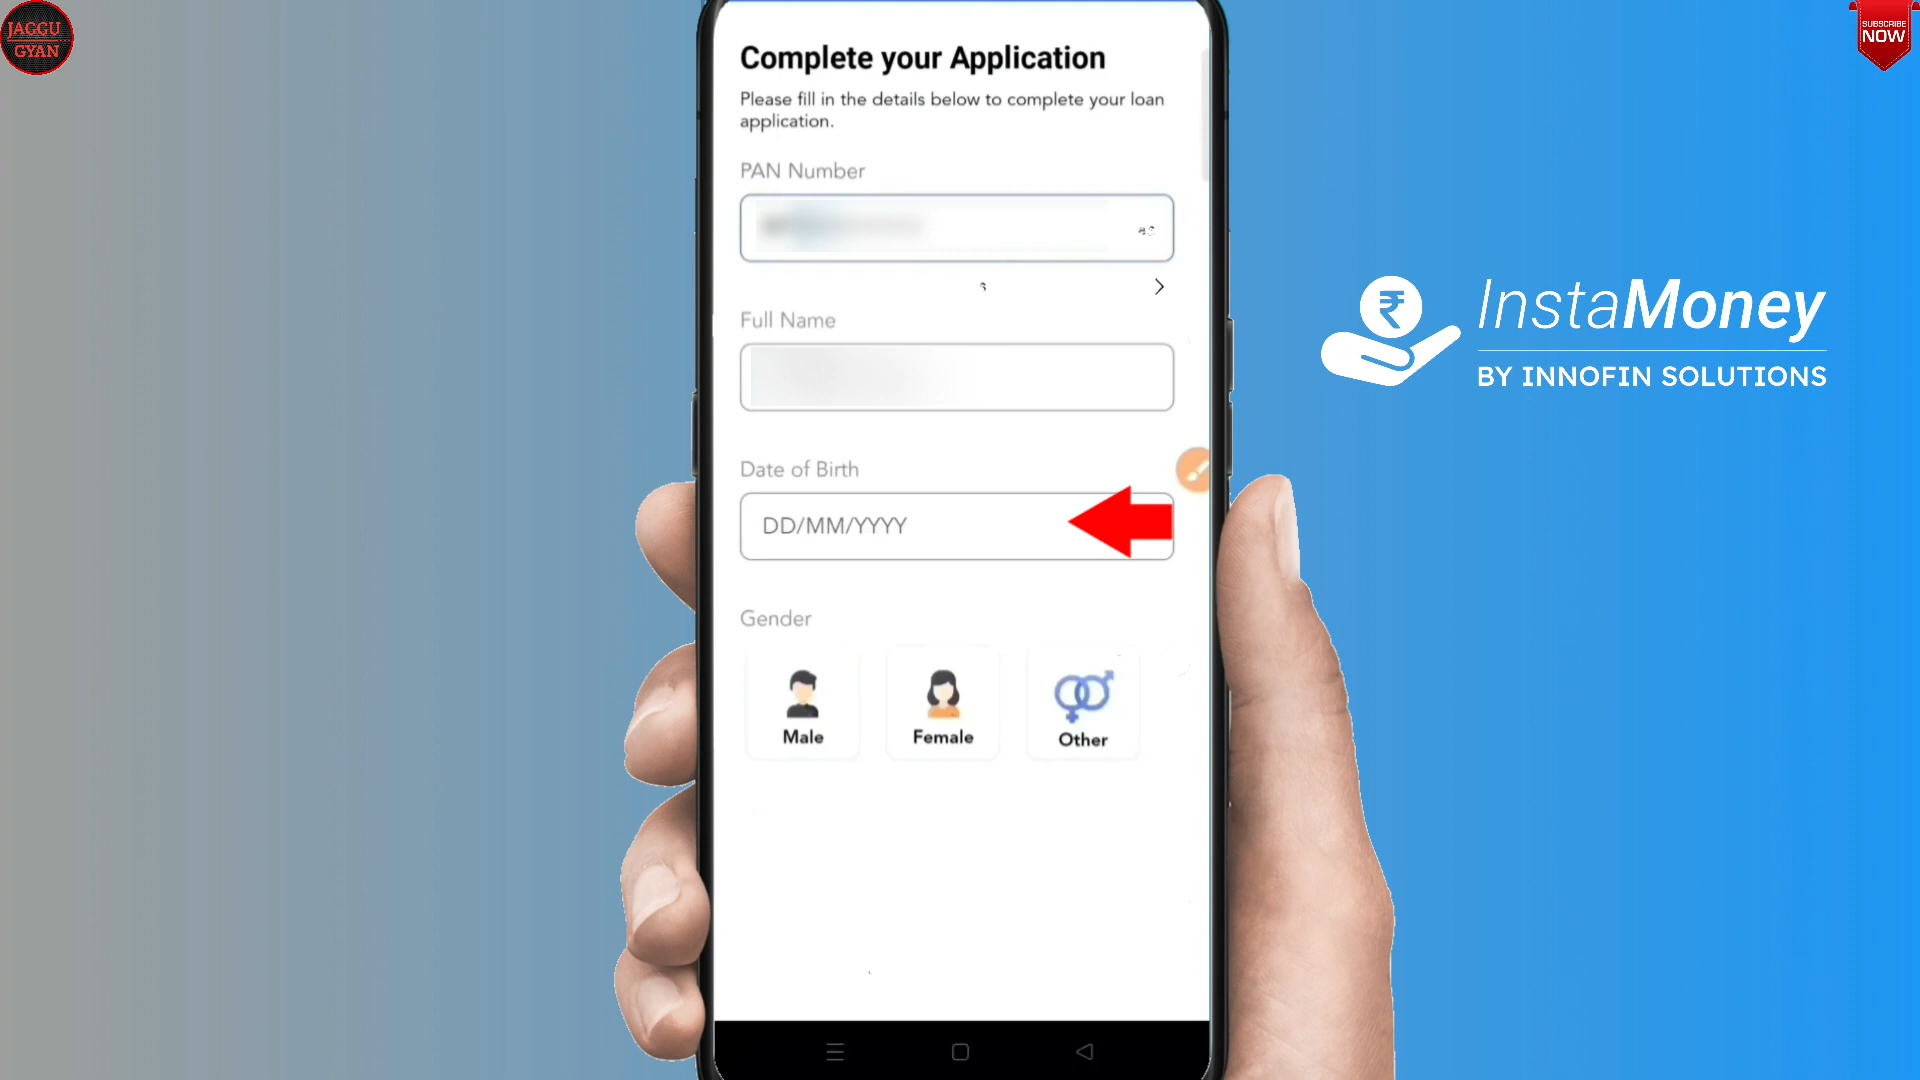 JAGGU
GYAN
SUBSCRIBE
NOW
Complete your Application
Please fill in the details below to complete your loan
application.
PAN Number
Full Name
Date of Birth
DD/MM/YYYY
Gender
Male
Female
Other
₹
InstaMoney
BY INNOFIN SOLUTIONS